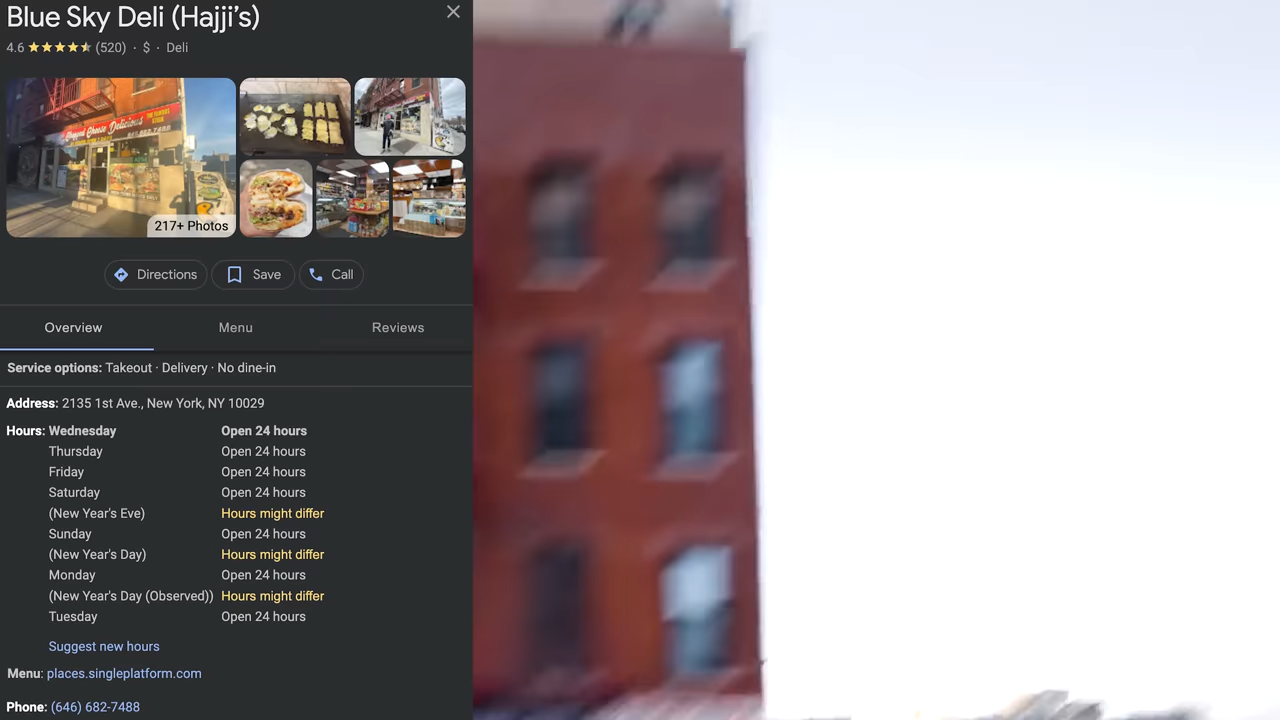 Blue Sky Deli (Hajji's)
4.6 (520) · $ · Deli
Chopped Cheese Delicious
217+ Photos
Directions Save Call
Overview Menu Reviews
Service options: Takeout · Delivery · No dine-in
Address: 2135 1st Ave., New York, NY 10029
Hours: Wednesday Open 24 hours
Thursday Open 24 hours
Friday Open 24 hours
Saturday Open 24 hours
(New Year's Eve) Hours might differ
Sunday Open 24 hours
(New Year's Day) Hours might differ
Monday Open 24 hours
(New Year's Day (Observed)) Hours might differ
Tuesday Open 24 hours
Suggest new hours
Menu: places.singleplatform.com
Phone: (646) 682-7488